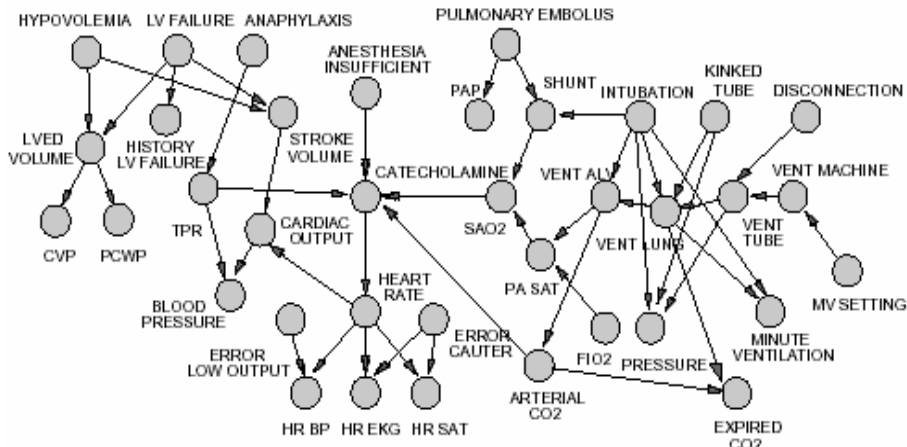 HYPOVOLEMIA
LV FAILURE
ANAPHYLAXIS
PULMONARY EMBOLUS
ANESTHESIA
INSUFFICIENT
PAP
SHUNT
INTUBATION
KINKED
TUBE
DISCONNECTION
LVED
VOLUME
HISTORY
LV FAILURE
STROKE
VOLUME
CATECHOLAMINE
VENT ALV
VENT MACHINE
CVP
PCWP
TPR
CARDIAC
OUTPUT
SAO2
VENT LUNG
VENT
TUBE
PA SAT
BLOOD
PRESSURE
HEART
RATE
MV SETTING
ERROR
LOW OUTPUT
ERROR
CAUTER
FIO2
PRESSURE
MINUTE
VENTILATION
HR BP
HR EKG
HR SAT
ARTERIAL
CO2
EXPIRED
CO2